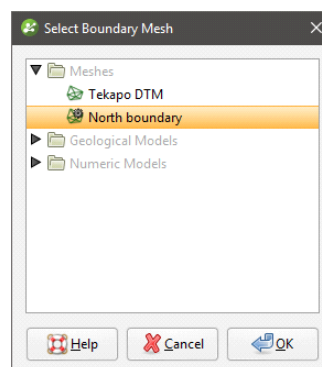 Select Boundary Mesh
Meshes
Tekapo DTM
North boundary
Geological Models
Numeric Models
Help Cancel OK